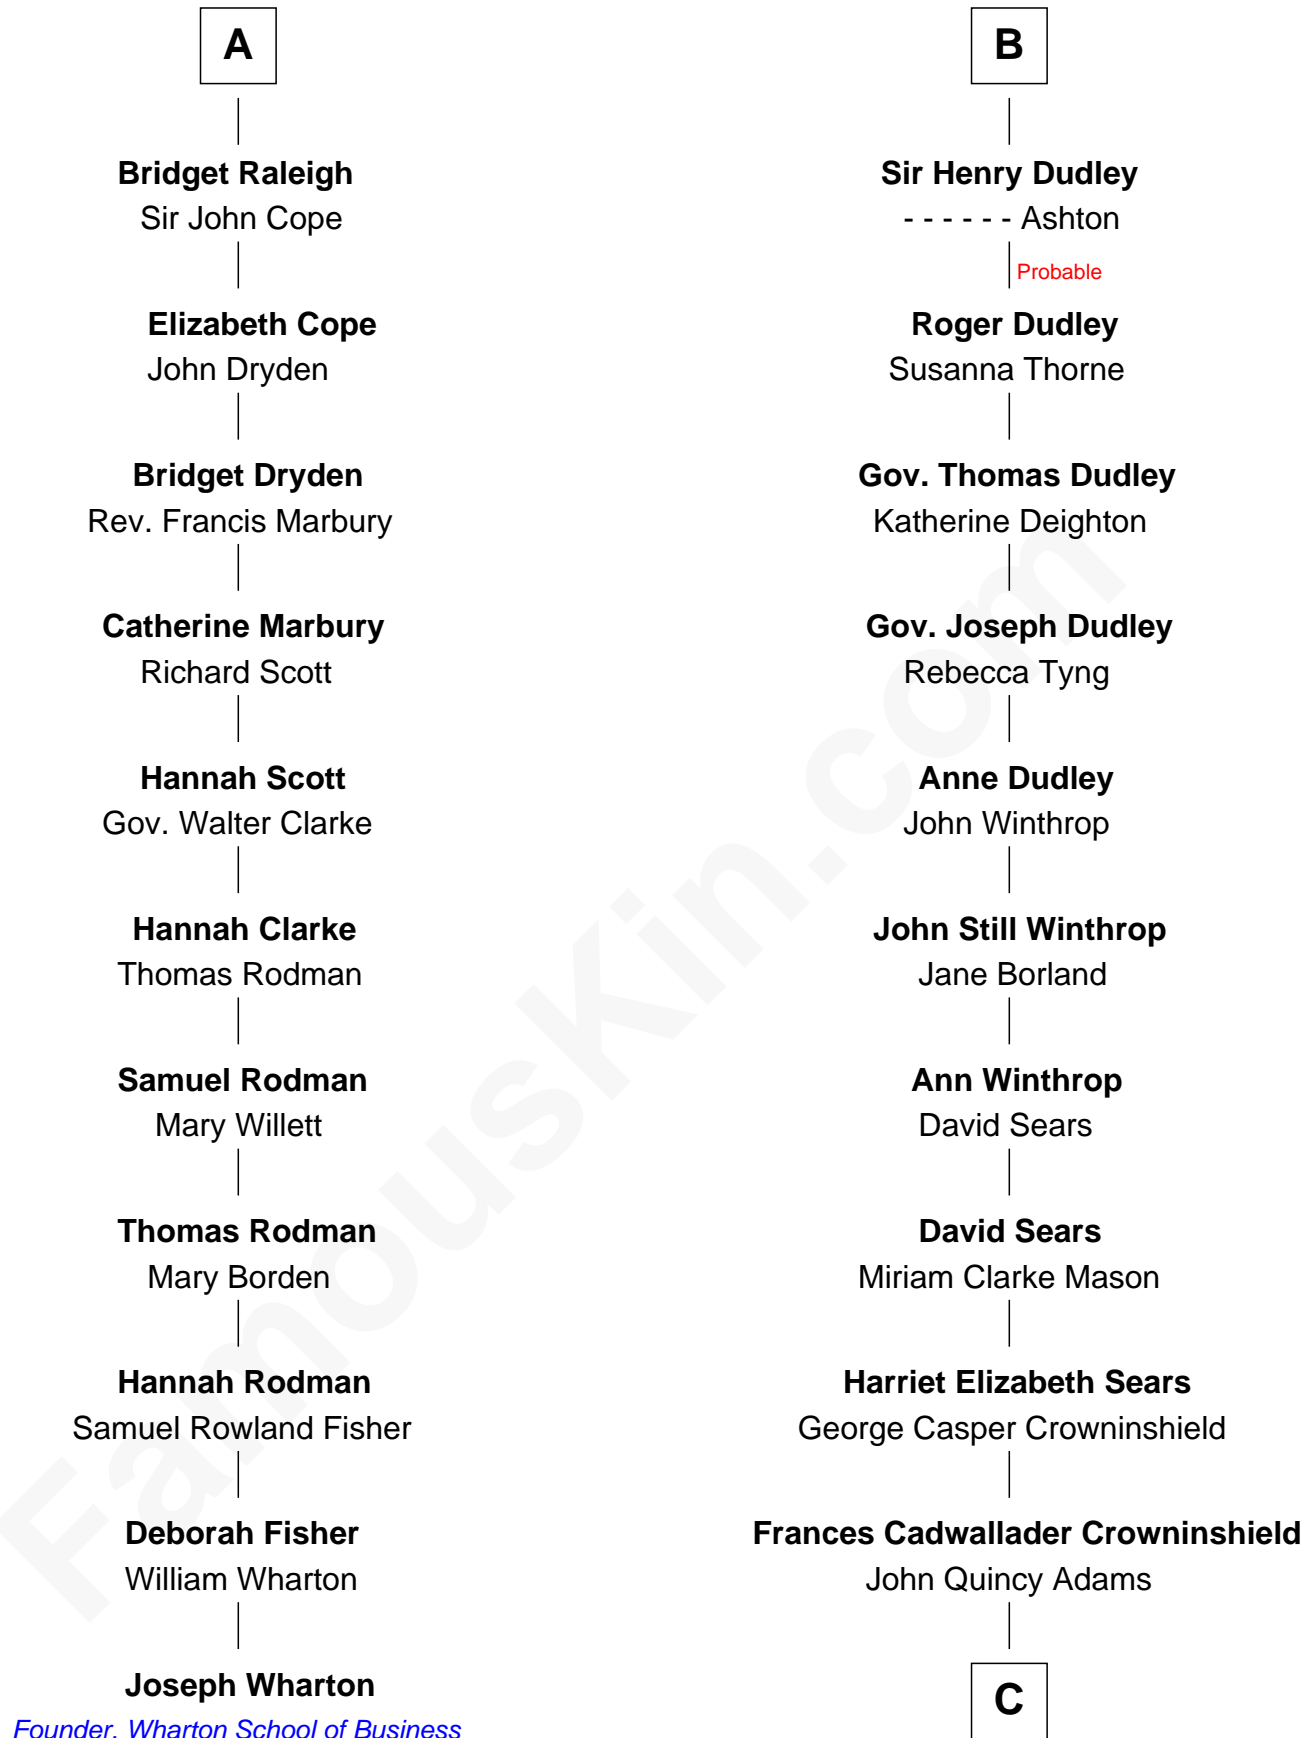 A
Bridget Raleigh
Sir John Cope
Elizabeth Cope
John Dryden
Bridget Dryden
Rev. Francis Marbury
Catherine Marbury
Richard Scott
Hannah Scott
Gov. Walter Clarke
Hannah Clarke
Thomas Rodman
Samuel Rodman
Mary Willett
Thomas Rodman
Mary Borden
Hannah Rodman
Samuel Rowland Fisher
Deborah Fisher
William Wharton
Joseph Wharton
Founder, Wharton School of Business
B
Sir Henry Dudley
- - - - - - Ashton
Probable
Roger Dudley
Susanna Thorne
Gov. Thomas Dudley
Katherine Deighton
Gov. Joseph Dudley
Rebecca Tyng
Anne Dudley
John Winthrop
John Still Winthrop
Jane Borland
Ann Winthrop
David Sears
David Sears
Miriam Clarke Mason
Harriet Elizabeth Sears
George Casper Crowninshield
Frances Cadwallader Crowninshield
John Quincy Adams
C
FamousKin.com